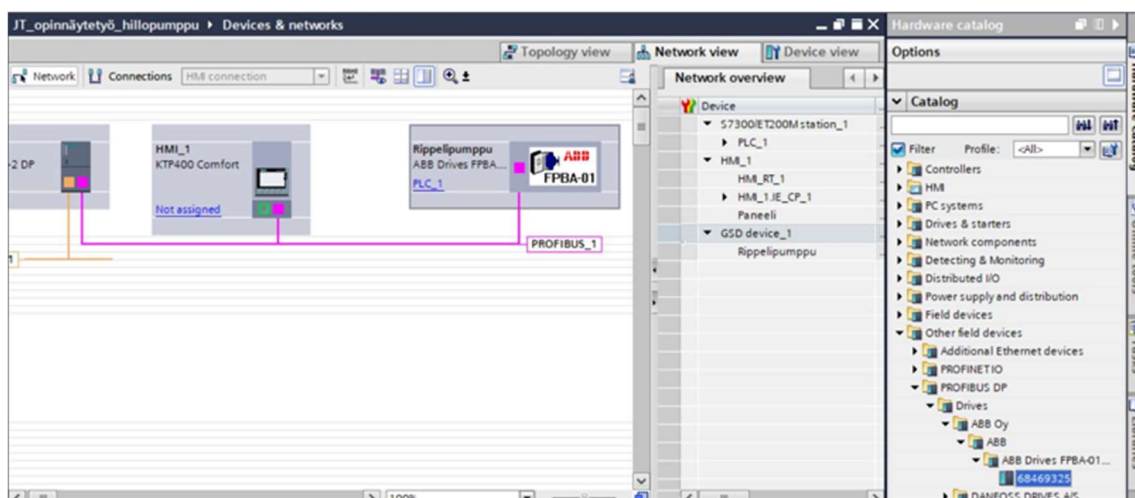 JT_opinnäytetyö_hillopumppu ▸ Devices & networks
Topology view
Network view
Device view
Network
Connections
HMI connection
-2 DP
HMI_1
KTP400 Comfort
Not assigned
Rippelipumppu
ABB Drives FPBA...
PLC_1
ABB
FPBA-01
PROFIBUS_1
1
100%
Network overview
Device
S7300/ET200M station_1
PLC_1
HMI_1
HMI_RT_1
HMI_1.IE_CP_1
Paneeli
GSD device_1
Rippelipumppu
Hardware catalog
Options
Catalog
Filter
Profile:
<All>
Controllers
HMI
PC systems
Drives & starters
Network components
Detecting & Monitoring
Distributed I/O
Power supply and distribution
Field devices
Other field devices
Additional Ethernet devices
PROFINET IO
PROFIBUS DP
Drives
ABB Oy
ABB
ABB Drives FPBA-01...
68469325
DANFOSS DRIVES A/S